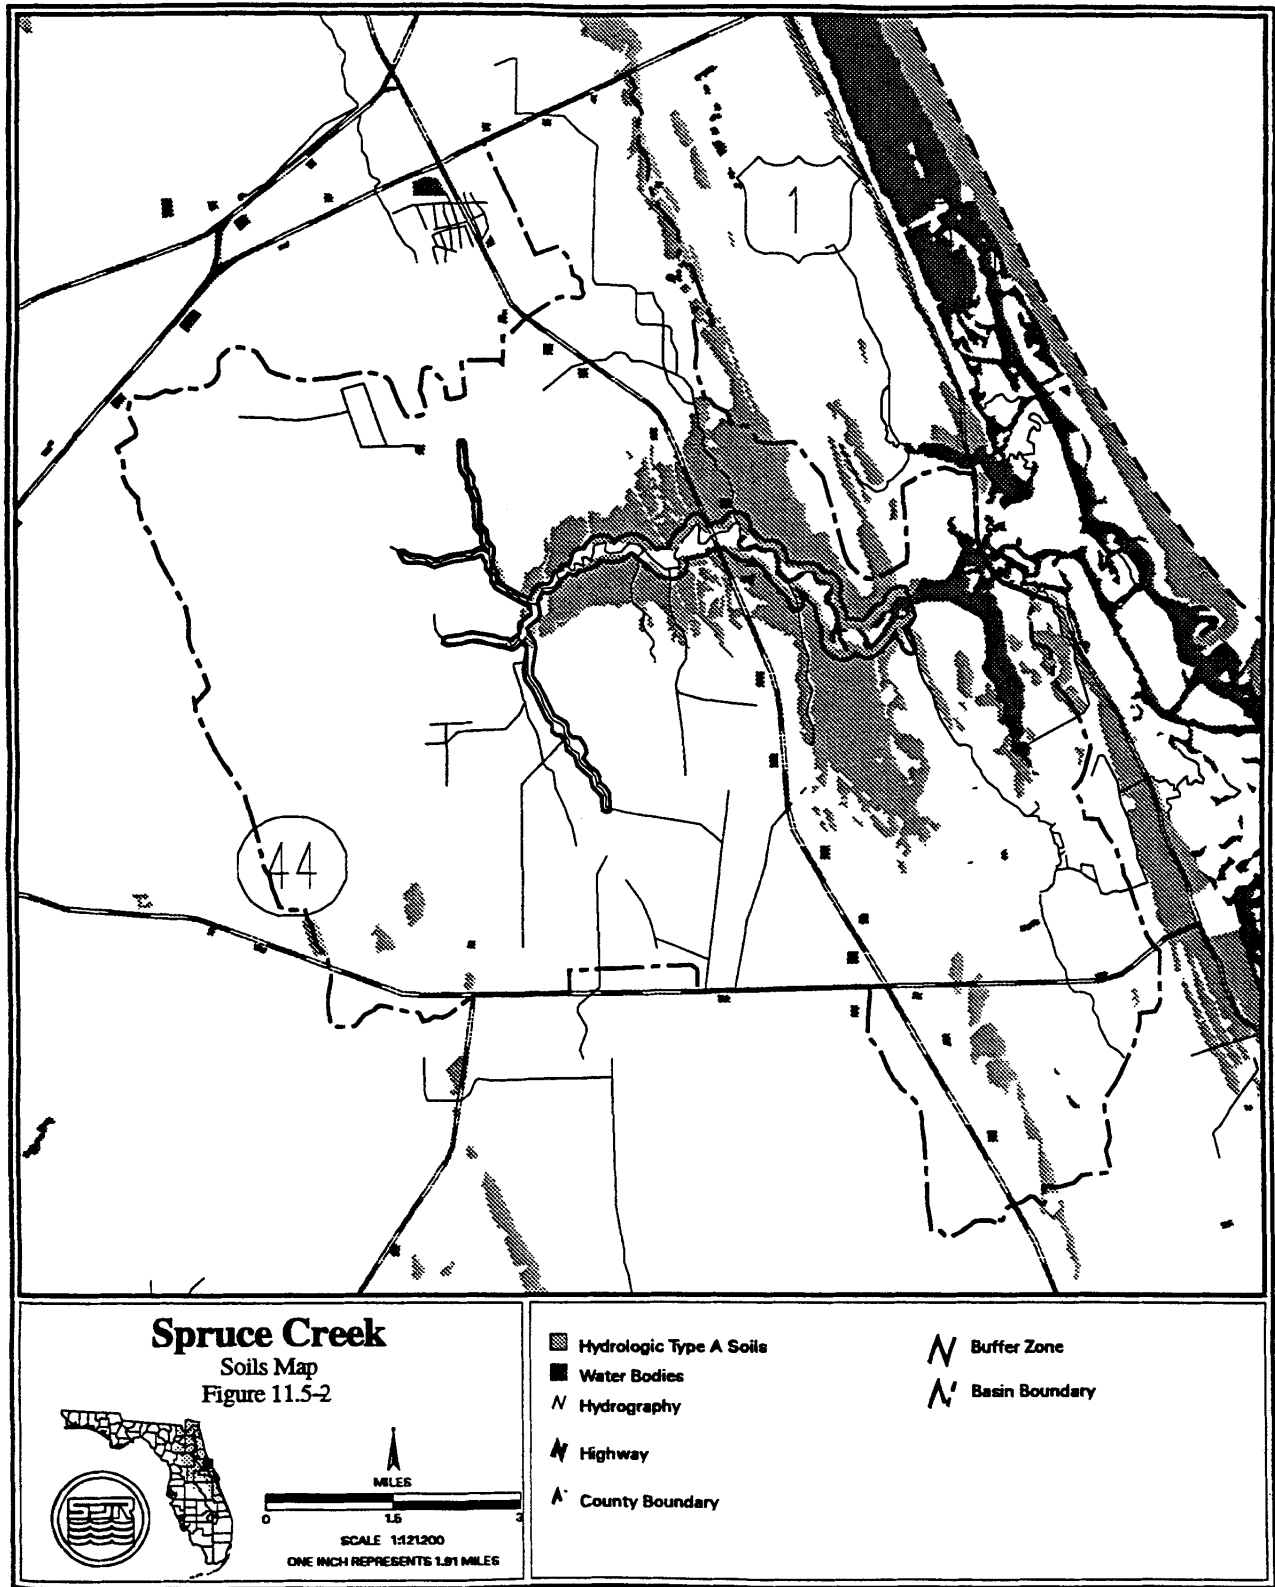 1
44
Spruce Creek
Soils Map
Figure 11.5-2
MILES
0 1.5 3
SCALE 1:121200
ONE INCH REPRESENTS 1.91 MILES
SJR
Hydrologic Type A Soils
Water Bodies
Hydrography
Highway
County Boundary
Buffer Zone
Basin Boundary